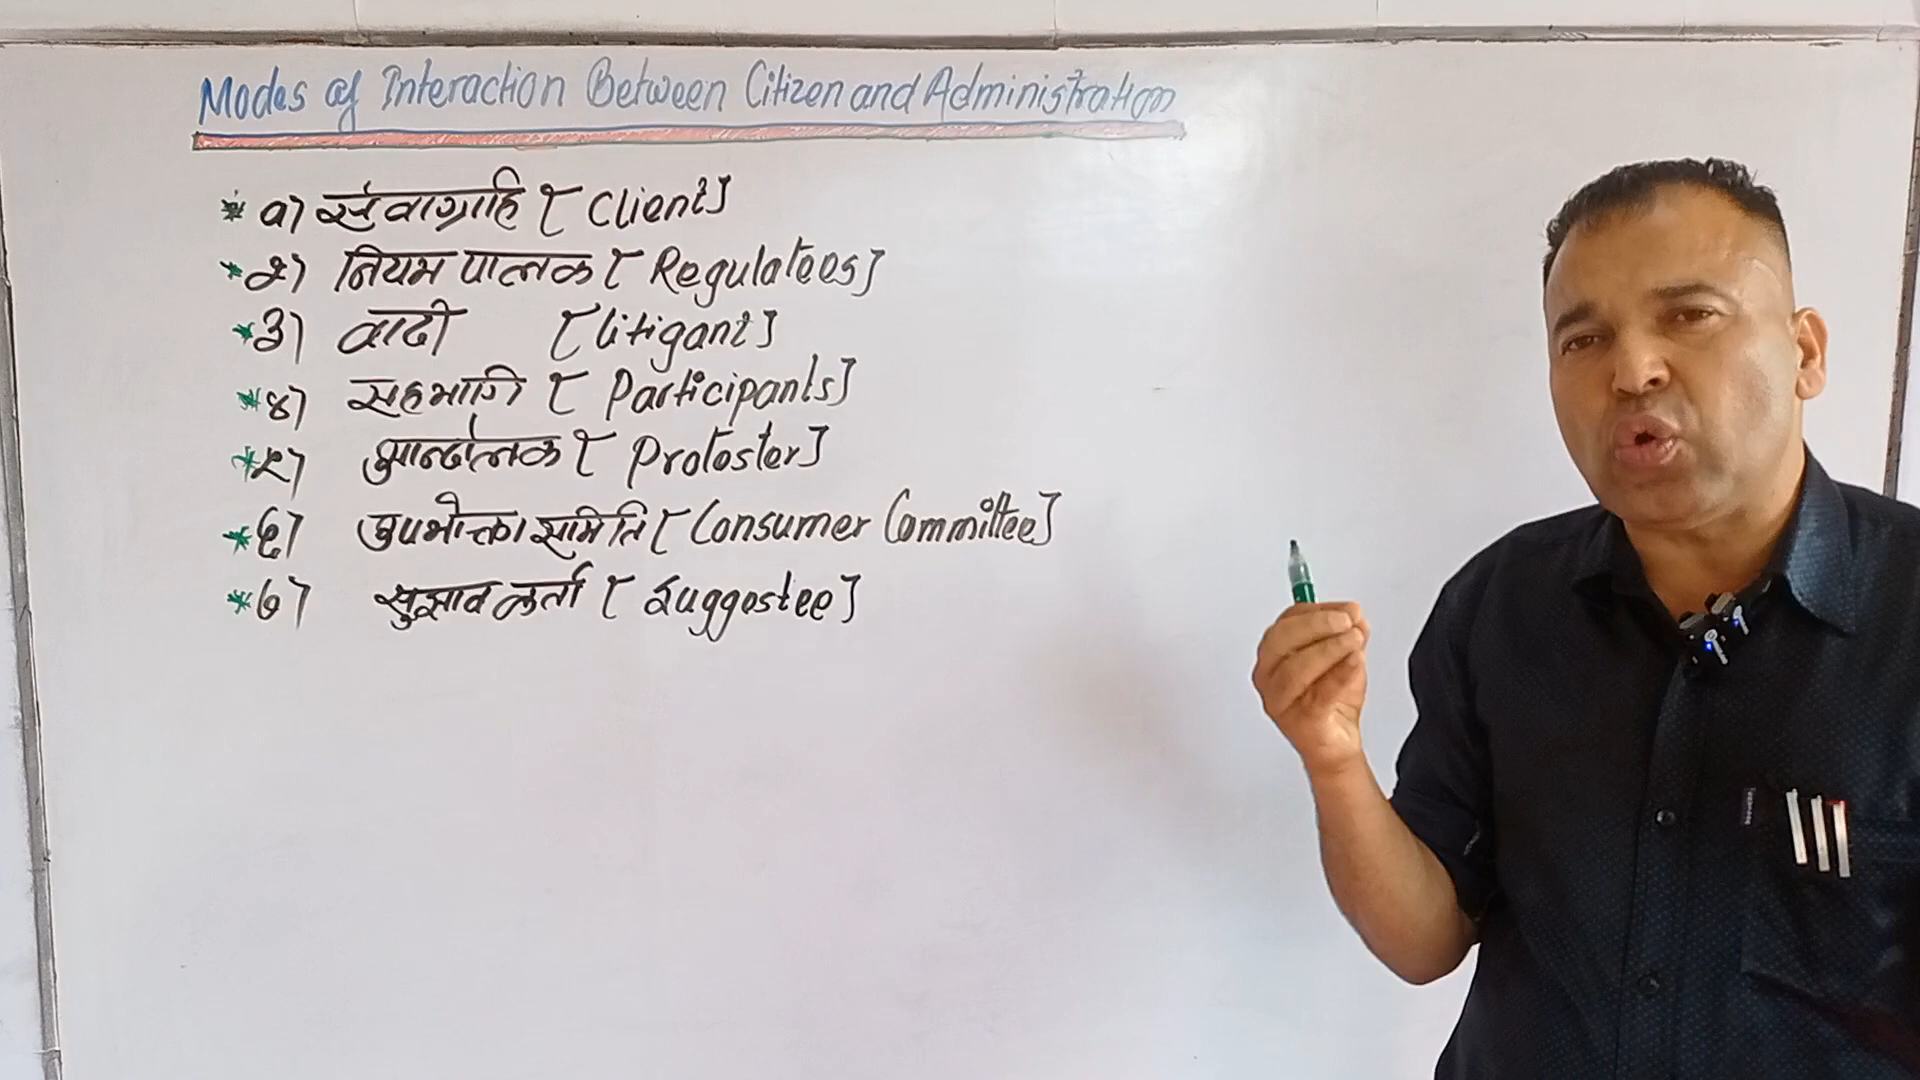 Modes of Interaction Between Citizen and Administration
* १) सेवाग्राहि [Client]
* २) नियम पालक [Regulatees]
* ३) वादी [Litigant]
* ४) सहभागि [Participants]
* ५) आन्दोलक [Protester]
* ६) उपभोक्ता समिति [Consumer Committee]
* ७) सुझाव कर्ता [Suggestee]